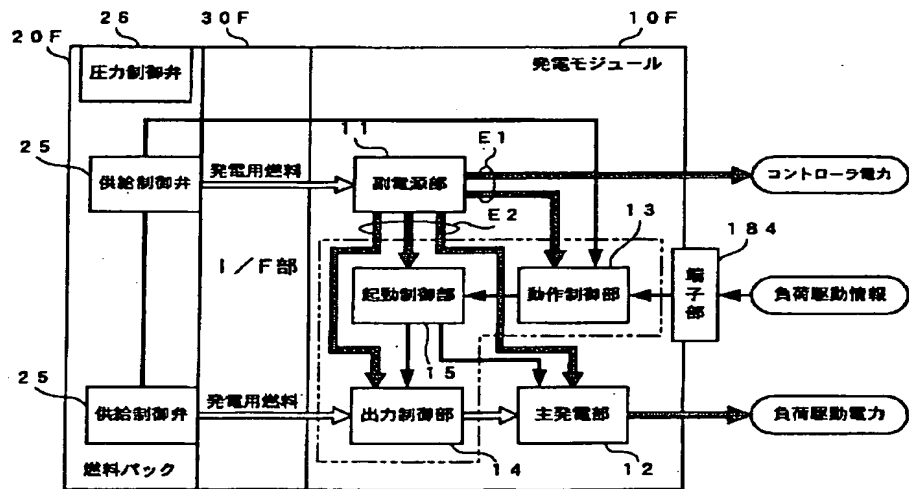 20F
26
30F
10F
圧力制御弁
発電モジュール
11
E1
25
供給制御弁
発電用燃料
副電源部
コントローラ電力
E2
13
184
I/F部
起動制御部
動作制御部
端子部
負荷駆動情報
15
25
供給制御弁
発電用燃料
出力制御部
主発電部
負荷駆動電力
燃料パック
14
12